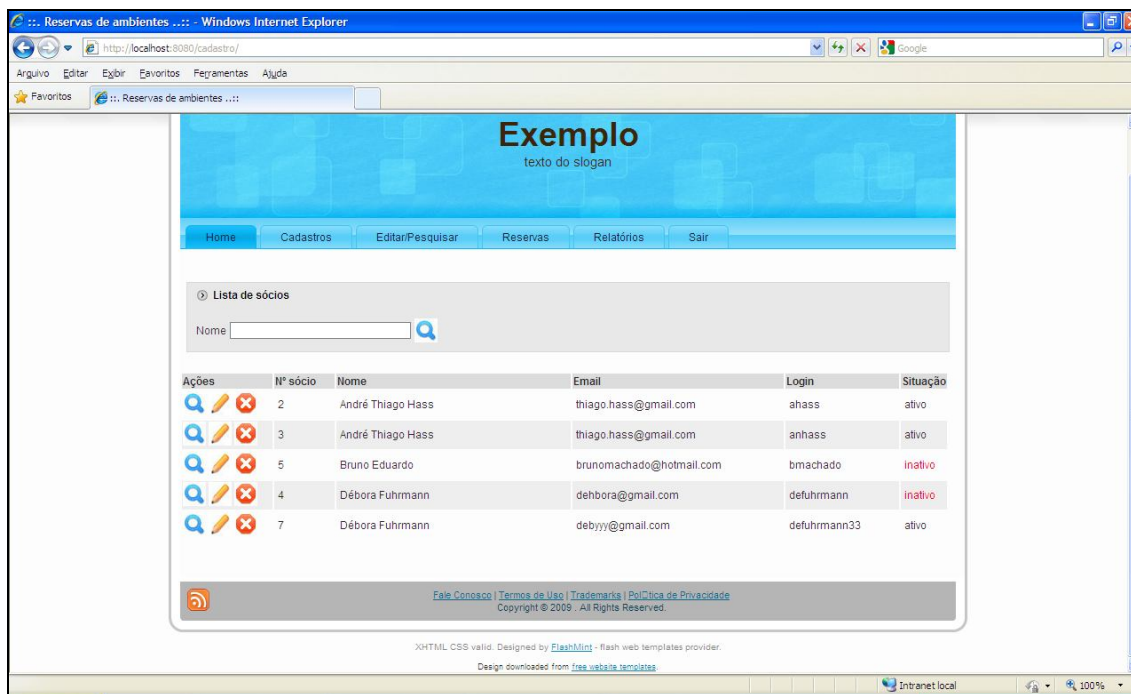 ::. Reservas de ambientes ..:: - Windows Internet Explorer
http://localhost:8080/cadastro/
Google
Arquivo Editar Exibir Favoritos Ferramentas Ajuda
Favoritos ::. Reservas de ambientes ..::
Exemplo
texto do slogan
Home Cadastros Editar/Pesquisar Reservas Relatórios Sair
Lista de sócios
Nome
Ações Nº sócio Nome Email Login Situação
2 André Thiago Hass thiago.hass@gmail.com ahass ativo
3 André Thiago Hass thiago.hass@gmail.com anhass ativo
5 Bruno Eduardo brunomachado@hotmail.com bmachado inativo
4 Débora Fuhrmann dehbora@gmail.com defuhrmann inativo
7 Débora Fuhrmann debyyy@gmail.com defuhrmann33 ativo
Fale Conosco | Termos de Uso | Trademarks | Pol□tica de Privacidade
Copyright © 2009 . All Rights Reserved.
XHTML CSS valid. Designed by FlashMint - flash web templates provider.
Design downloaded from free website templates.
Intranet local 100%